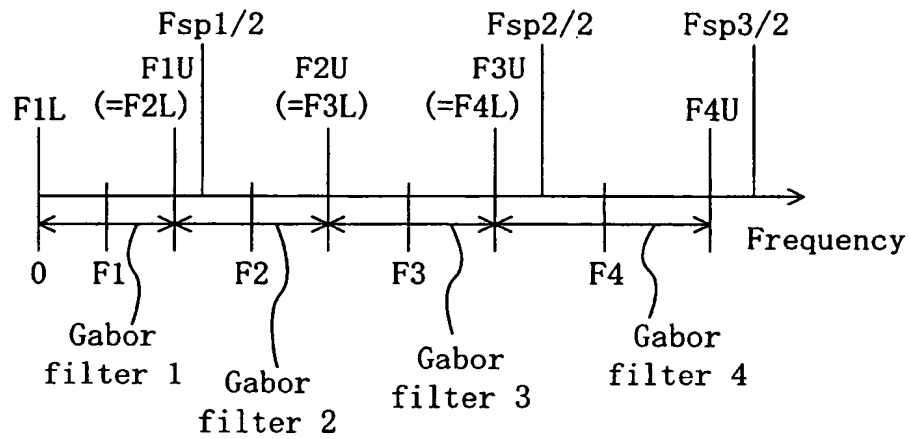 Fsp1/2
Fsp2/2
Fsp3/2
F1U
F2U
F3U
F1L
(=F2L)
(=F3L)
(=F4L)
F4U
0
F1
F2
F3
F4
Frequency
Gabor
filter 1
Gabor
filter 2
Gabor
filter 3
Gabor
filter 4